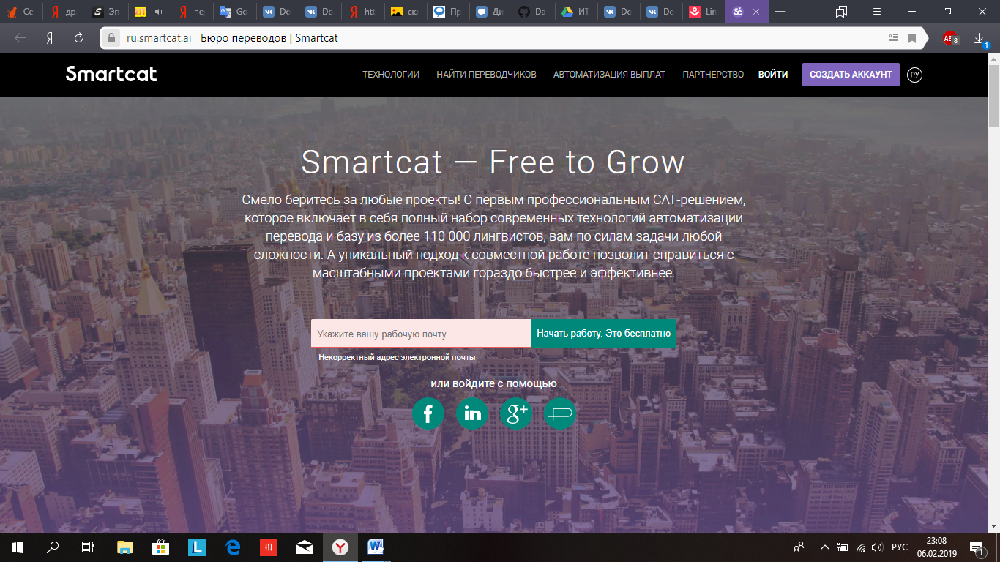 Се
др
Эп
пе
Go
Do
Do
htt
скл
Пр
Ди
Da
ИТ
Do
Do
Lin
ru.smartcat.ai Бюро переводов | Smartcat
8
1
Smartcat
ТЕХНОЛОГИИ НАЙТИ ПЕРЕВОДЧИКОВ АВТОМАТИЗАЦИЯ ВЫПЛАТ ПАРТНЕРСТВО ВОЙТИ СОЗДАТЬ АККАУНТ РУ
Smartcat — Free to Grow
Смело беритесь за любые проекты! С первым профессиональным CAT-решением,
которое включает в себя полный набор современных технологий автоматизации
перевода и базу из более 110 000 лингвистов, вам по силам задачи любой
сложности. А уникальный подход к совместной работе позволит справиться с
масштабными проектами гораздо быстрее и эффективнее.
Укажите вашу рабочую почту Начать работу. Это бесплатно
Некорректный адрес электронной почты
или войдите с помощью
РУС
23:08
06.02.2019
1